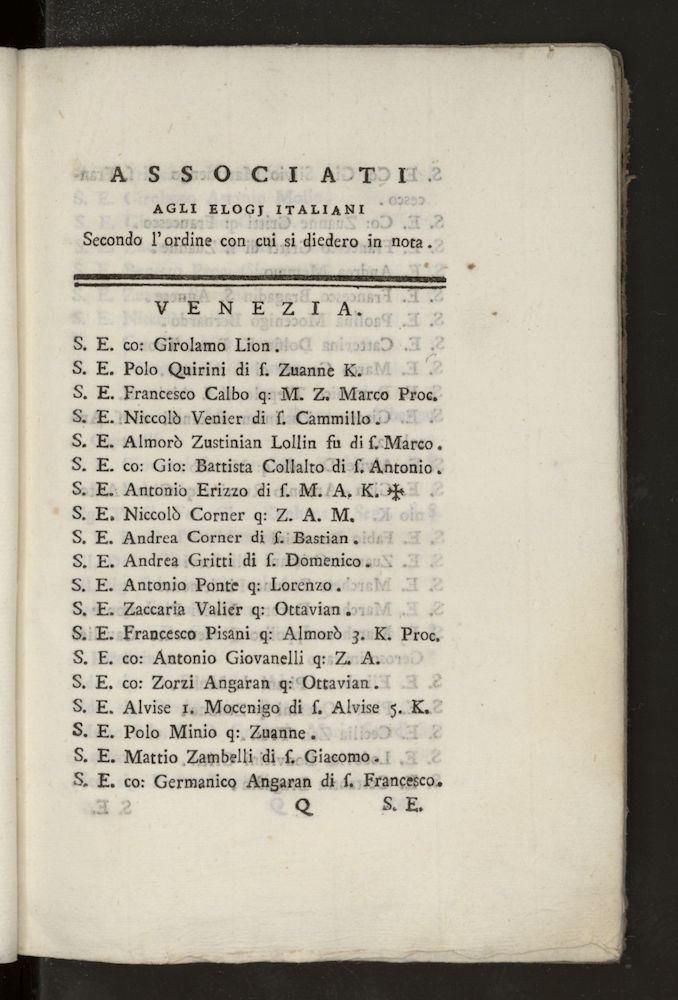 ASSOCIATI
AGLI ELOGJ ITALIANI
Secondo l'ordine con cui si diedero in nota.
VENEZIA.
S. E. co: Girolamo Lion.
S. E. Polo Quirini di ſ. Zuanne K.
S. E. Francesco Calbo q: M. Z. Marco Proc.
S. E. Niccolò Venier di ſ. Cammillo.
S. E. Almorò Zustinian Lollin fu di ſ. Marco.
S. E. co: Gio: Battista Collalto di ſ. Antonio.
S. E. Antonio Erizzo di ſ. M. A. K. ✠
S. E. Niccolò Corner q: Z. A. M.
S. E. Andrea Corner di ſ. Bastian.
S. E. Andrea Gritti di ſ. Domenico.
S. E. Antonio Ponte q: Lorenzo.
S. E. Zaccaria Valier q: Ottavian.
S. E. Francesco Pisani q: Almorò 3. K. Proc.
S. E. co: Antonio Giovanelli q: Z. A.
S. E. co: Zorzi Angaran q: Ottavian.
S. E. Alvise 1. Mocenigo di ſ. Alvise 5. K.
S. E. Polo Minio q: Zuanne.
S. E. Mattio Zambelli di ſ. Giacomo.
S. E. co: Germanico Angaran di ſ. Francesco.
Q S. E.